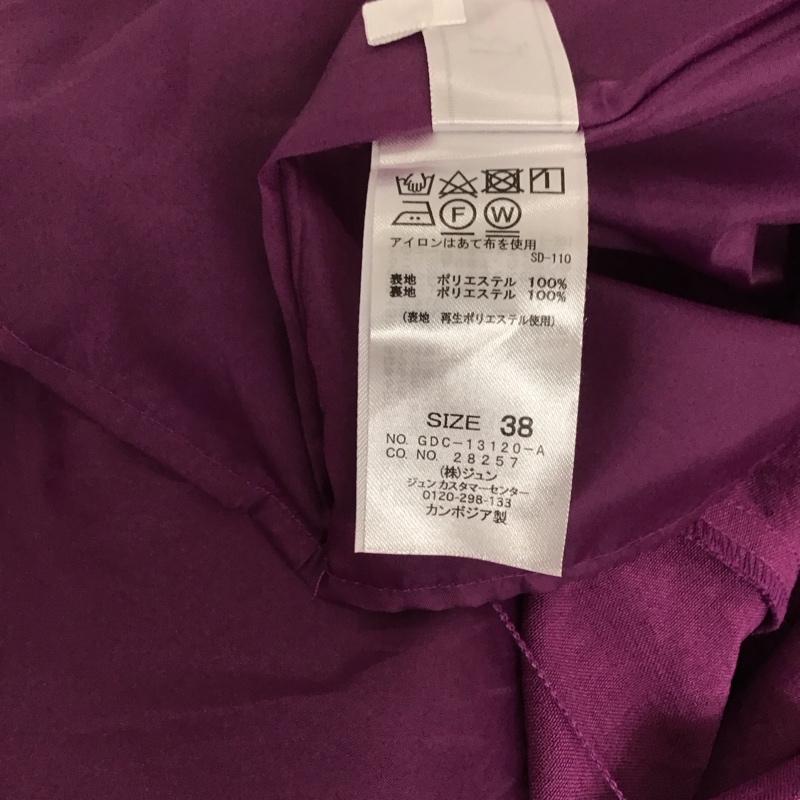 F W
アイロンはあて布を使用
SD-110
表地 ポリエステル 100%
裏地 ポリエステル 100%
(表地 再生ポリエステル使用)
SIZE 38
NO. GDC-13120-A
CO. NO. 28257
(株)ジュン
ジュン カスタマーセンター
0120-298-133
カンボジア製